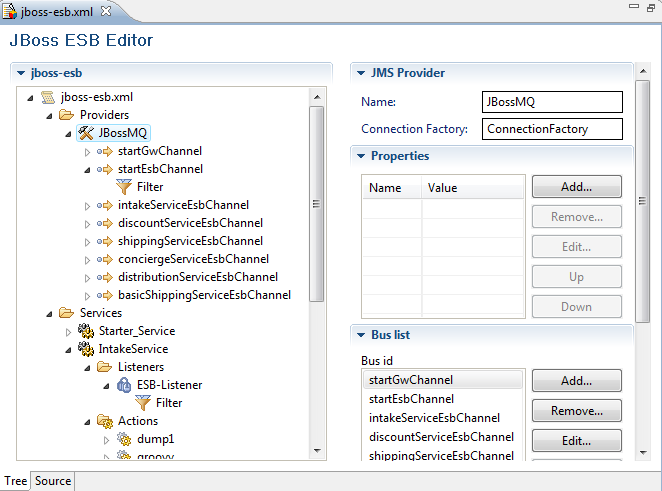 jboss-esb.xml
JBoss ESB Editor
jboss-esb
jboss-esb.xml
Providers
JBossMQ
startGwChannel
startEsbChannel
Filter
intakeServiceEsbChannel
discountServiceEsbChannel
shippingServiceEsbChannel
conciergeServiceEsbChannel
distributionServiceEsbChannel
basicShippingServiceEsbChannel
Services
Starter_Service
IntakeService
Listeners
ESB-Listener
Filter
Actions
dump1
groovy
JMS Provider
Name: JBossMQ
Connection Factory: ConnectionFactory
Properties
Name Value
Add...
Remove...
Edit...
Up
Down
Bus list
Bus id
startGwChannel
startEsbChannel
intakeServiceEsbChannel
discountServiceEsbChannel
shippingServiceEsbChannel
Add...
Remove...
Edit...
Tree Source